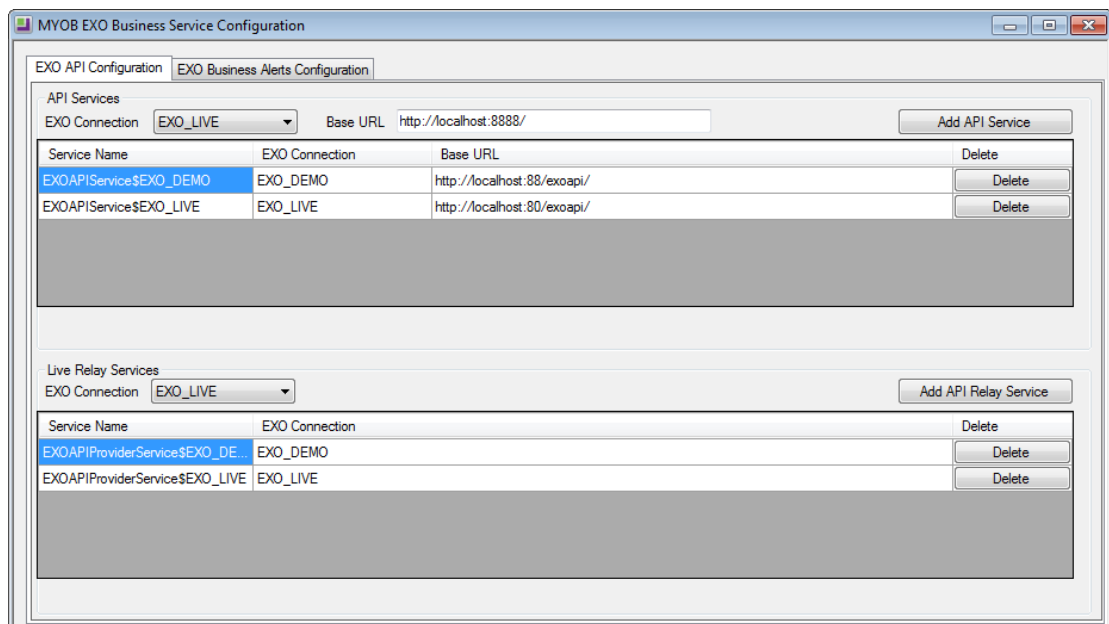 MYOB EXO Business Service Configuration
EXO API Configuration EXO Business Alerts Configuration
API Services
EXO Connection EXO_LIVE Base URL http://localhost:8888/ Add API Service
Service Name EXO Connection Base URL Delete
EXOAPIService$EXO_DEMO EXO_DEMO http://localhost:88/exoapi/ Delete
EXOAPIService$EXO_LIVE EXO_LIVE http://localhost:80/exoapi/ Delete
Live Relay Services
EXO Connection EXO_LIVE Add API Relay Service
Service Name EXO Connection Delete
EXOAPIProviderService$EXO_DE... EXO_DEMO Delete
EXOAPIProviderService$EXO_LIVE EXO_LIVE Delete